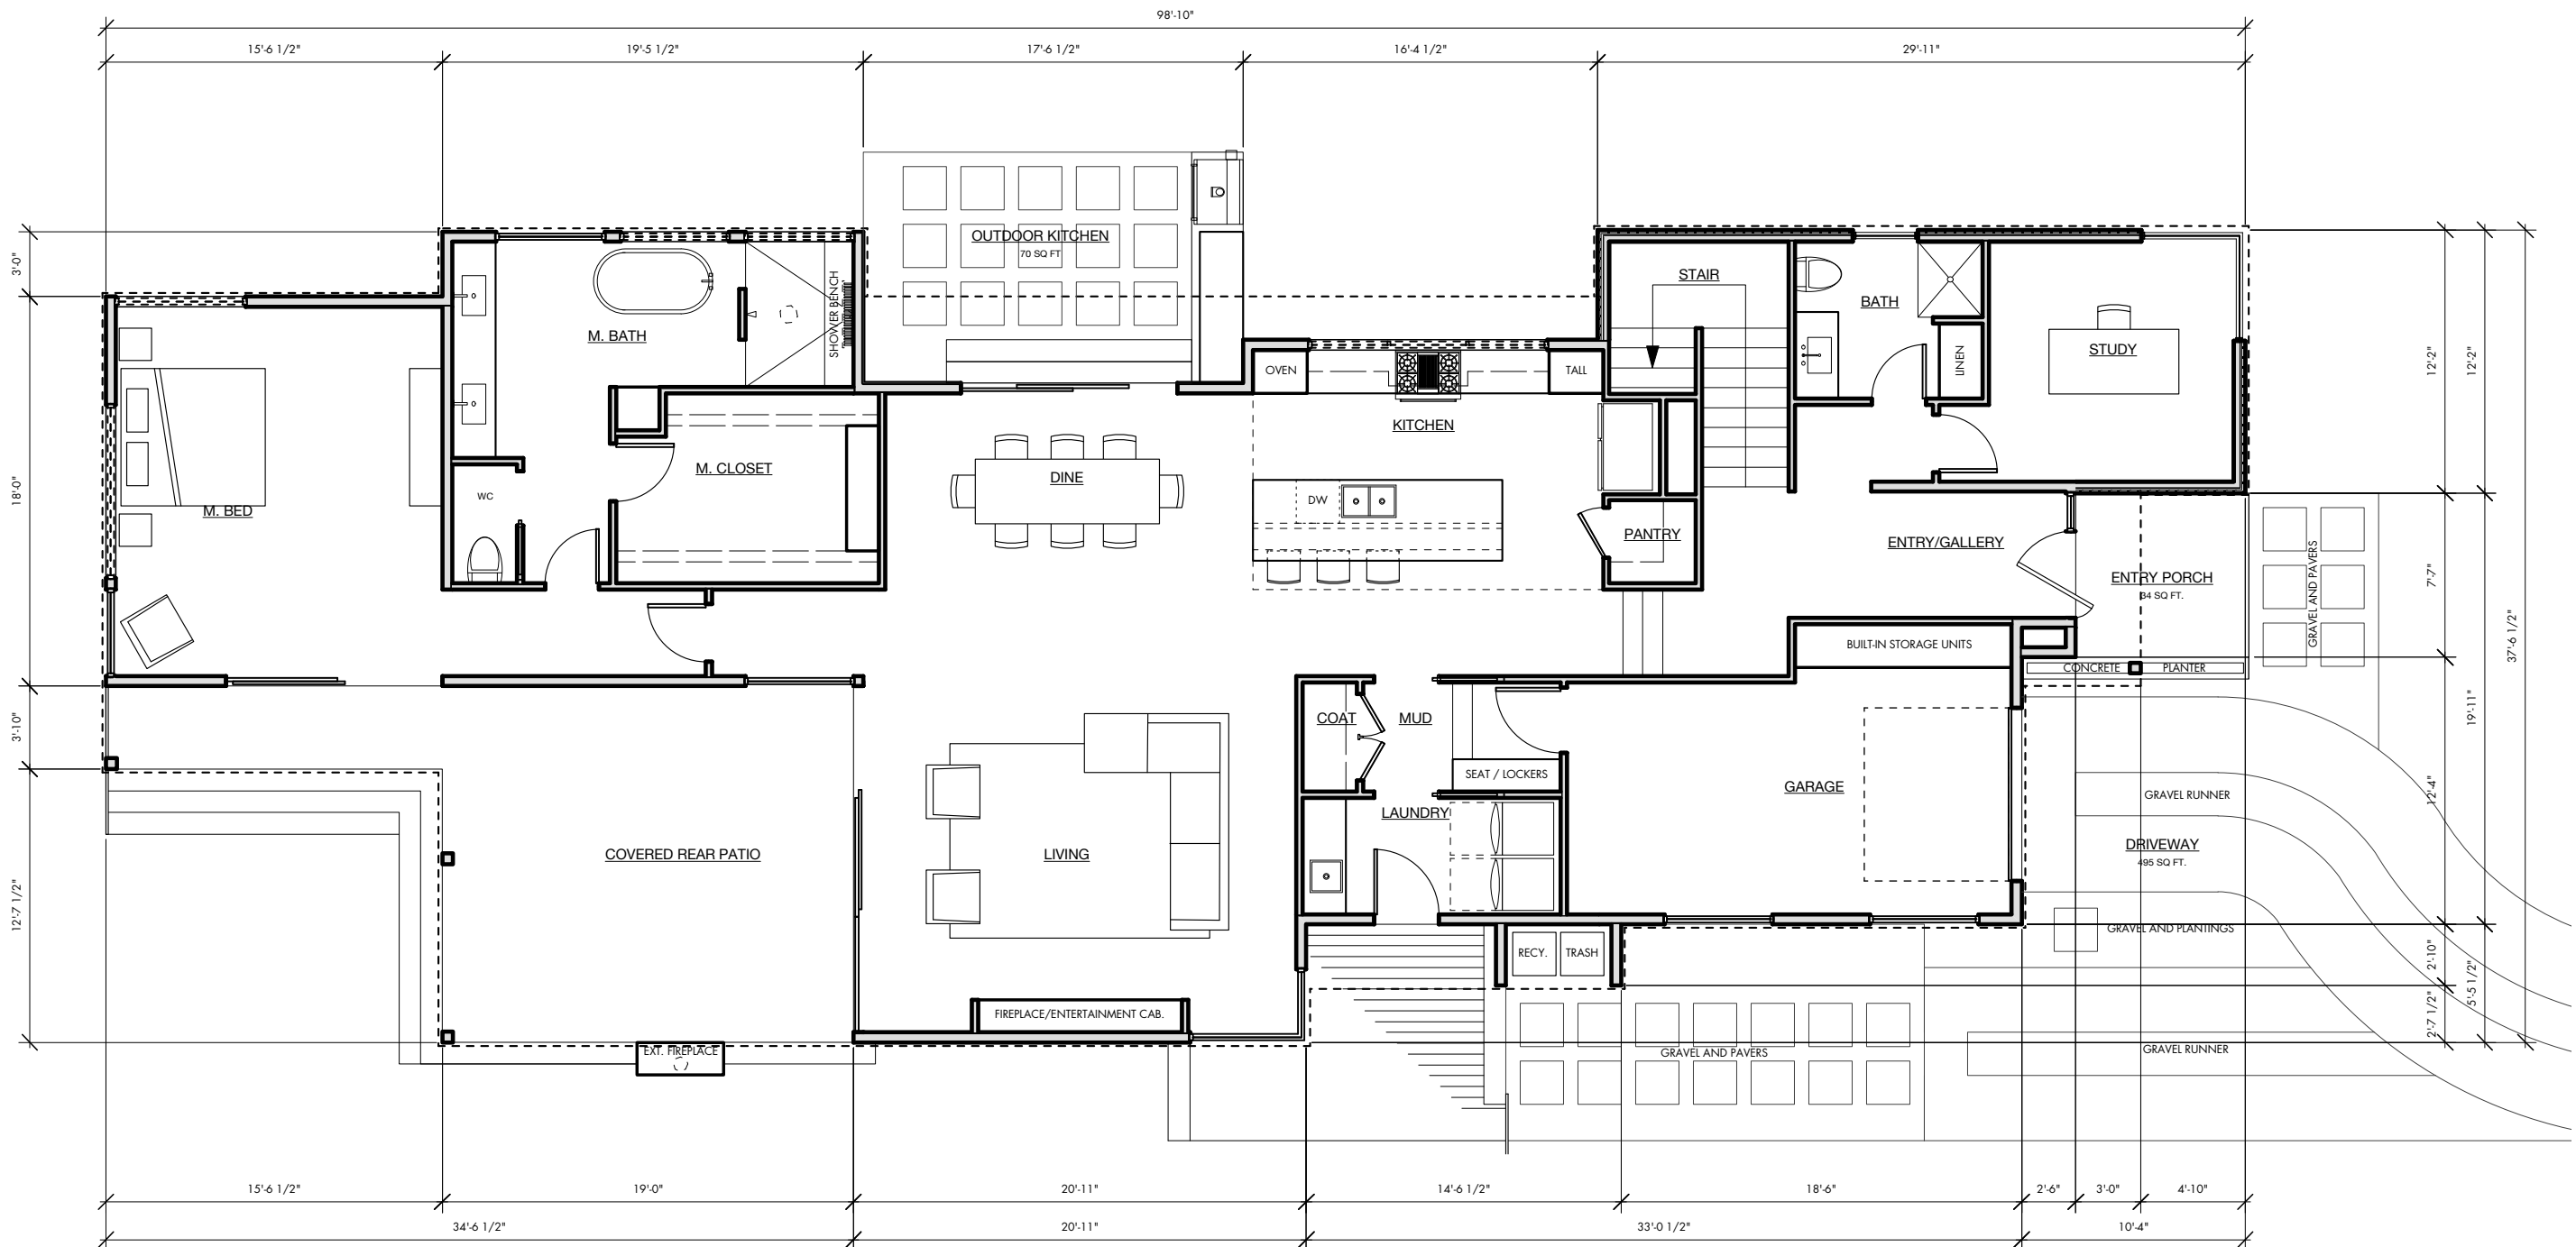 98'-10"
15'-6 1/2"
19'-5 1/2"
17'-6 1/2"
16'-4 1/2"
29'-11"
OUTDOOR KITCHEN
70 SQ FT
STAIR
BATH
STUDY
LINEN
M. BATH
SHOWER BENCH
OVEN
TALL
KITCHEN
M. CLOSET
DINE
WC
M. BED
DW
PANTRY
ENTRY/GALLERY
ENTRY PORCH
34 SQ FT.
GRAVEL AND PAVERS
BUILT-IN STORAGE UNITS
CONCRETE
PLANTER
COAT
MUD
SEAT / LOCKERS
GARAGE
LAUNDRY
GRAVEL RUNNER
DRIVEWAY
495 SQ FT.
COVERED REAR PATIO
LIVING
GRAVEL AND PLANTINGS
RECY.
TRASH
FIREPLACE/ENTERTAINMENT CAB.
EXT. FIREPLACE
GRAVEL AND PAVERS
GRAVEL RUNNER
3'-0"
18'-0"
3'-10"
12'-7 1/2"
12'-2"
7'-7"
12'-4"
2'-10"
2'-7 1/2"
12'-2"
19'-11"
5'-5 1/2"
37'-6 1/2"
15'-6 1/2"
19'-0"
20'-11"
14'-6 1/2"
18'-6"
2'-6"
3'-0"
4'-10"
34'-6 1/2"
20'-11"
33'-0 1/2"
10'-4"